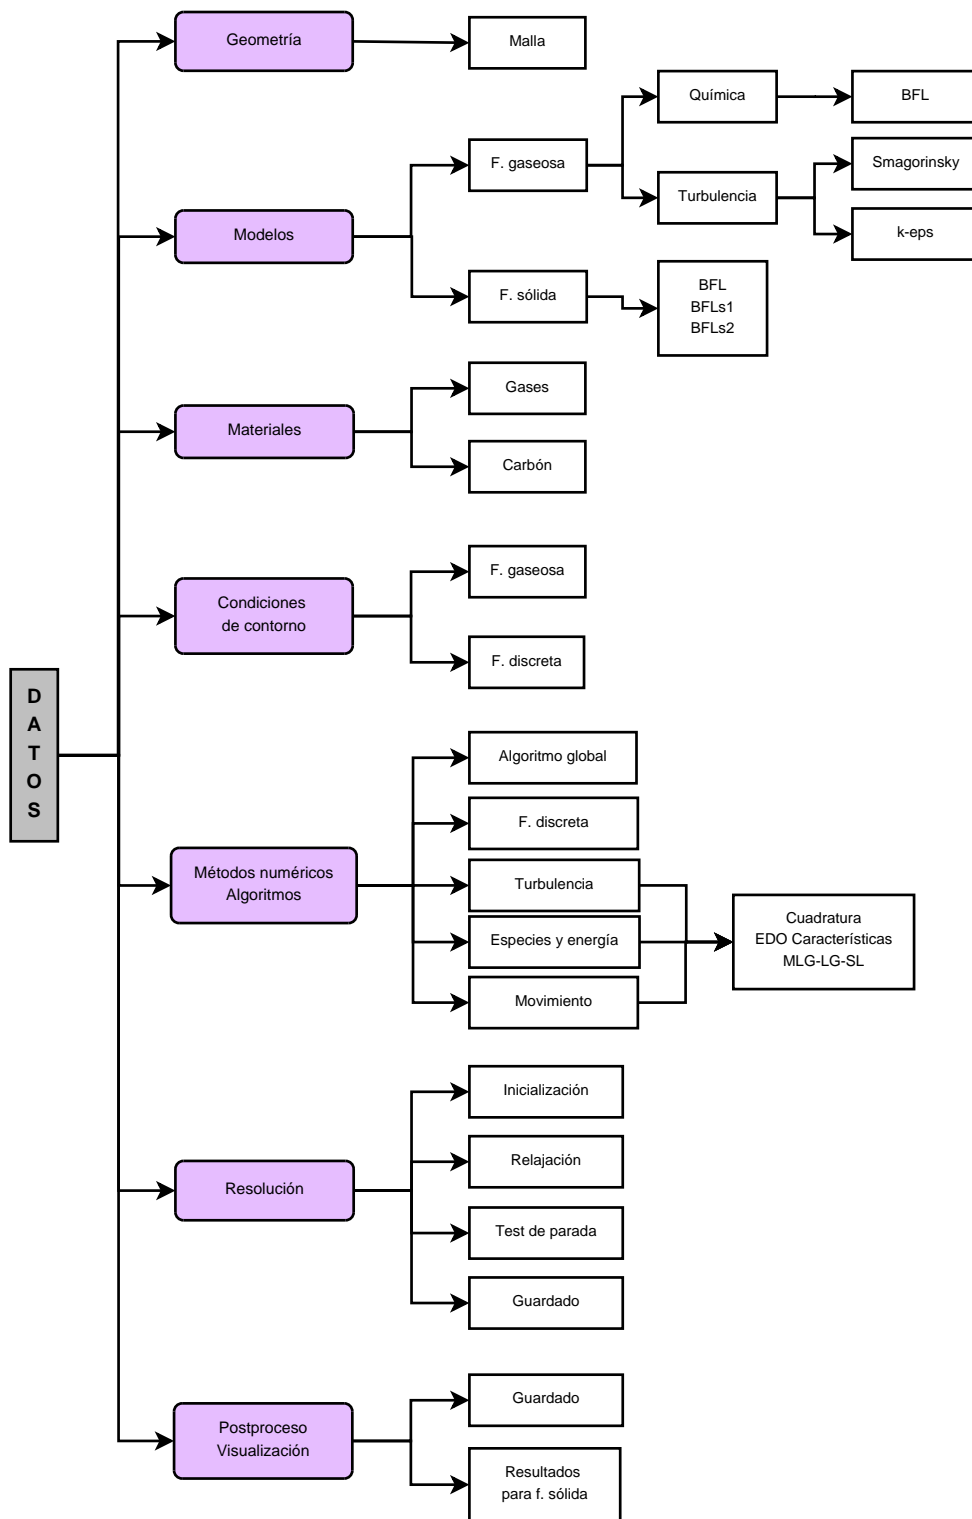 Geometría
Malla
Química
BFL
F. gaseosa
Smagorinsky
Turbulencia
k-eps
Modelos
F. sólida
BFL
BFLs1
BFLs2
Gases
Materiales
Carbón
F. gaseosa
Condiciones
de contorno
F. discreta
D
A
T
O
S
Algoritmo global
F. discreta
Métodos numéricos
Algoritmos
Turbulencia
Especies y energía
Movimiento
Cuadratura
EDO Características
MLG-LG-SL
Inicialización
Relajación
Resolución
Test de parada
Guardado
Guardado
Postproceso
Visualización
Resultados
para f. sólida